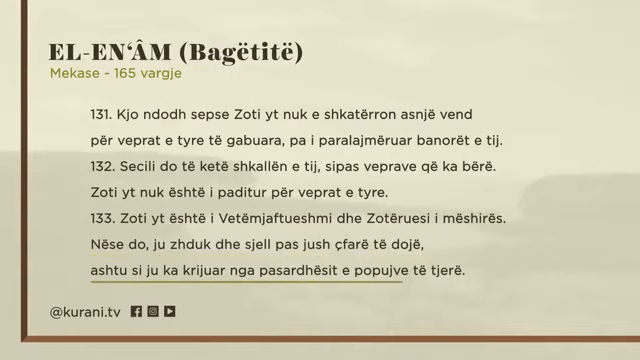 EL-EN‘ÂM (Bagëtitë)
Mekase - 165 vargje
131. Kjo ndodh sepse Zoti yt nuk e shkatërron asnjë vend
për veprat e tyre të gabuara, pa i paralajmëruar banorët e tij.
132. Secili do të ketë shkallën e tij, sipas veprave që ka bërë.
Zoti yt nuk është i paditur për veprat e tyre.
133. Zoti yt është i Vetëmjaftueshmi dhe Zotëruesi i mëshirës.
Nëse do, ju zhduk dhe sjell pas jush çfarë të dojë,
ashtu si ju ka krijuar nga pasardhësit e popujve të tjerë.
@kurani.tv